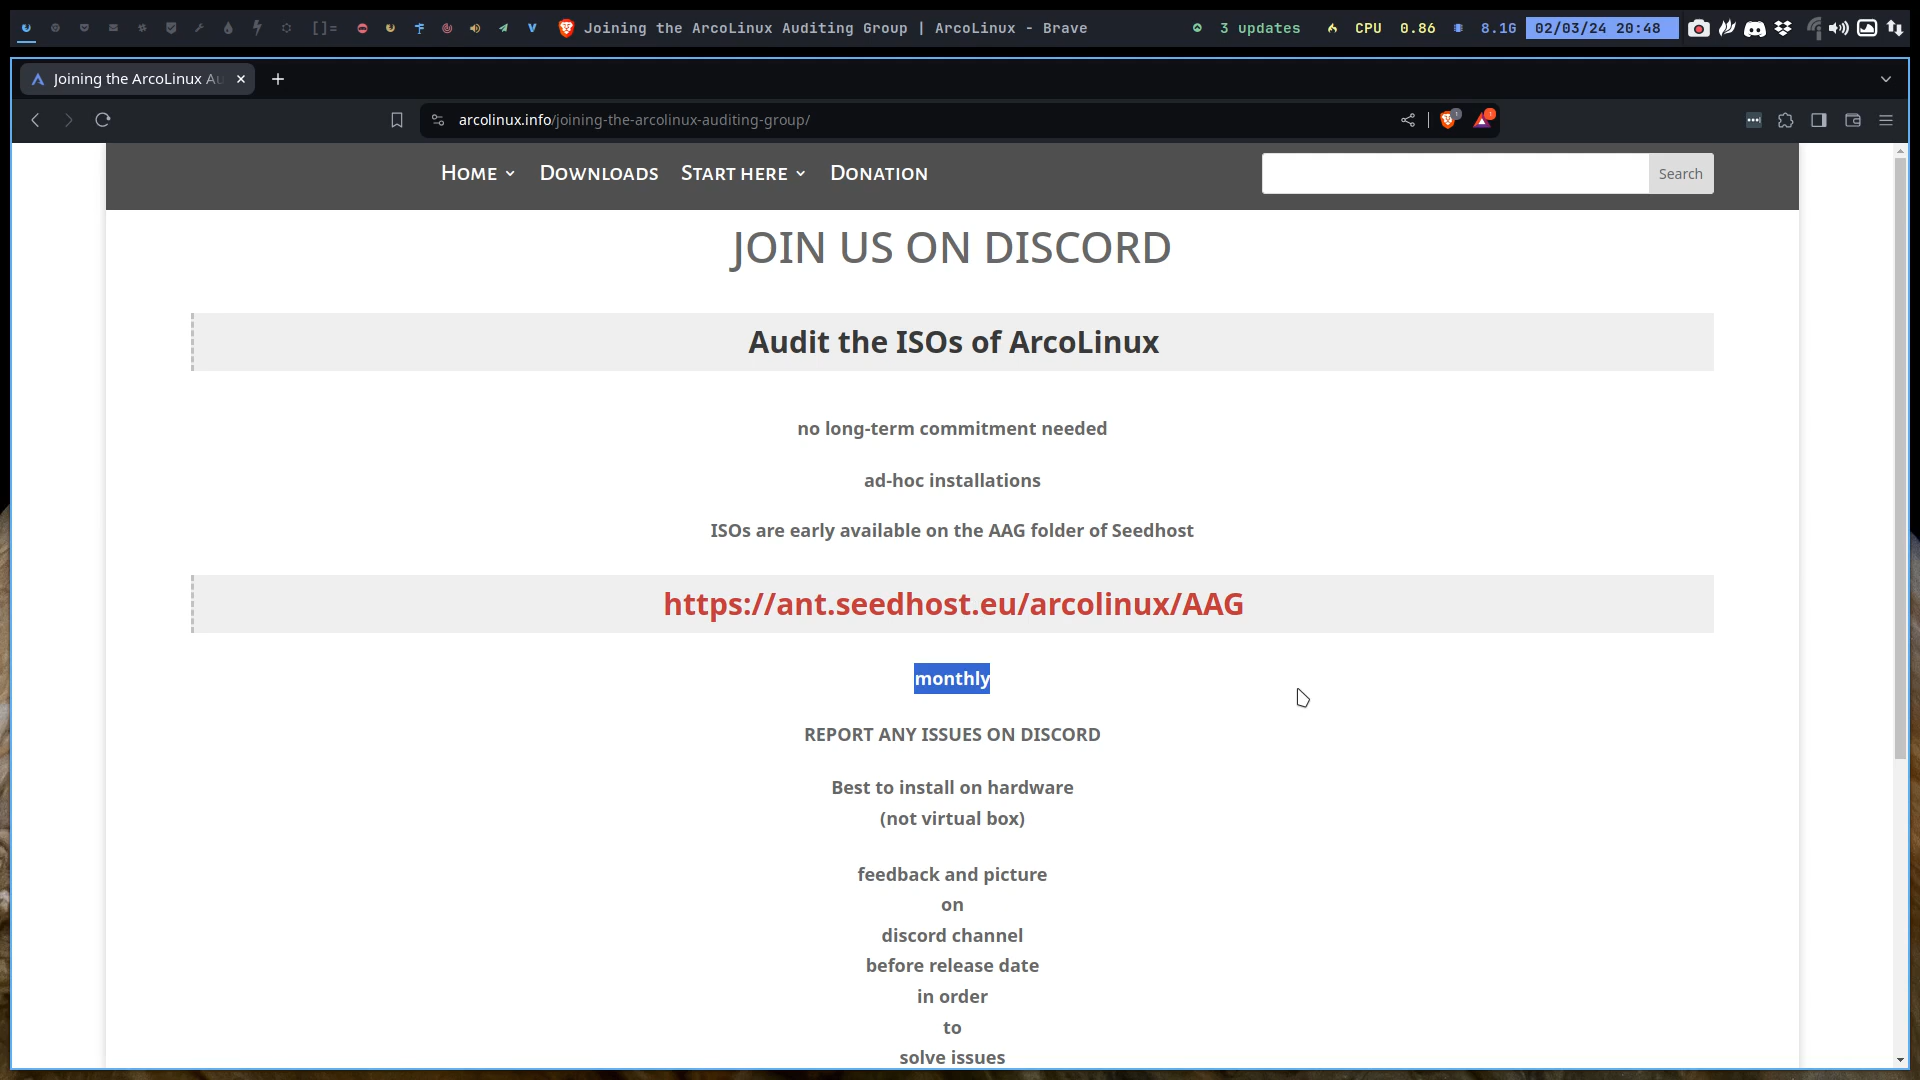 []=
Joining the ArcoLinux Auditing Group | ArcoLinux - Brave
3 updates
CPU 0.86
8.1G
02/03/24 20:48
Joining the ArcoLinux Au
arcolinux.info/joining-the-arcolinux-auditing-group/
Home
Downloads
Start here
Donation
Search
JOIN US ON DISCORD
Audit the ISOs of ArcoLinux
no long-term commitment needed
ad-hoc installations
ISOs are early available on the AAG folder of Seedhost
https://ant.seedhost.eu/arcolinux/AAG
monthly
REPORT ANY ISSUES ON DISCORD
Best to install on hardware
(not virtual box)
feedback and picture
on
discord channel
before release date
in order
to
solve issues